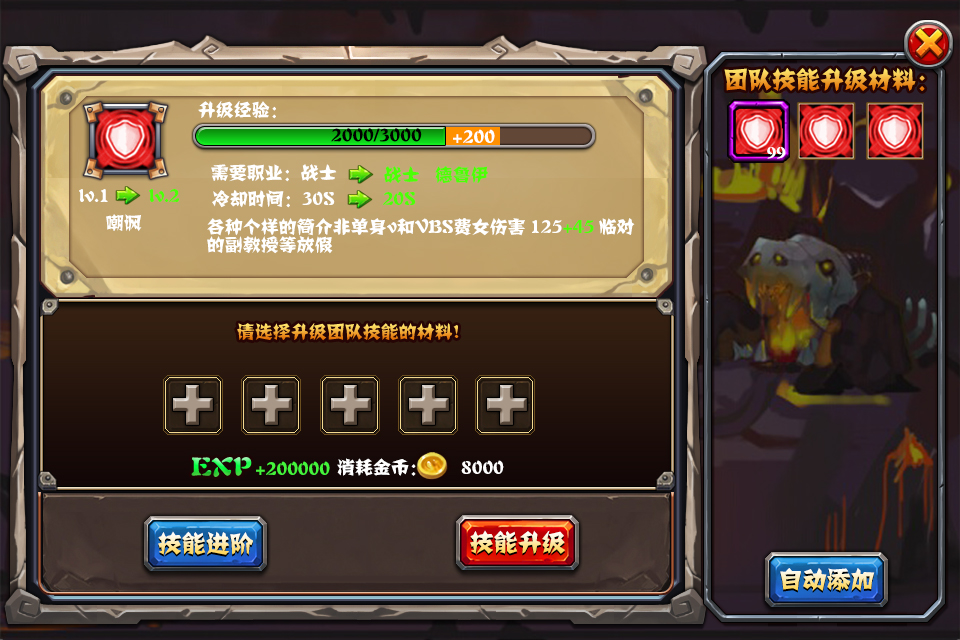 团队技能升级材料：
99
升级经验：
2000/3000 +200
需要职业：战士 战士
冷却时间：30S 20S
lv.1 lv.2
嘲讽
各种个样的简介非单身v和VBS费女伤害 125+45 临对
的副教授等放假
请选择升级团队技能的材料！
EXP +200000 消耗金币： 8000
技能进阶
技能升级
自动添加